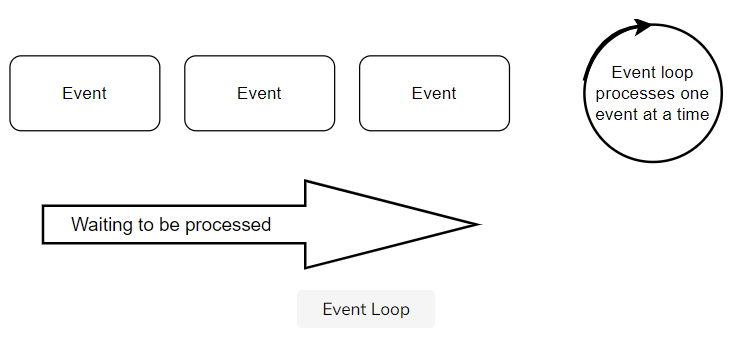 Event
Event
Event
Event loop
processes one
event at a time
Waiting to be processed
Event Loop